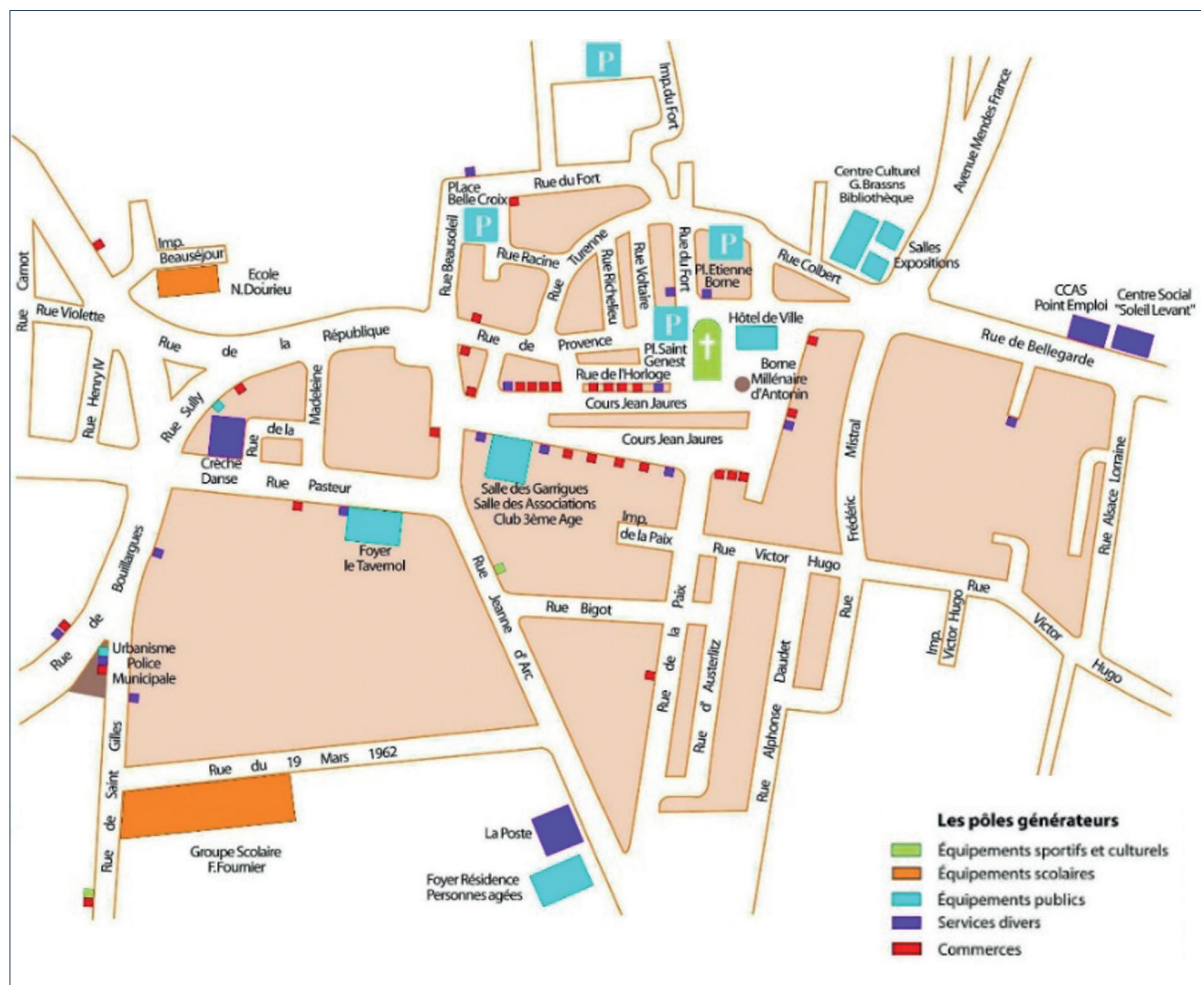 P
Imp. du Fort
Avenue Mendes France
Rue du Fort
Place
Belle Croix
P
Centre Culturel
G.Brassns
Bibliothèque
Salles
Expositions
Imp.
Beauséjour
Ecole
N.Dourieu
Rue Carnot
Rue Violette
Rue Henry IV
Rue Beausoleil
Rue Racine
Rue Turenne
Rue Richelieu
Rue Voltaire
Rue du Fort
P
Pl.Etienne
Borne
Rue Colbert
CCAS
Point Emploi
Centre Social
"Soleil Levant"
Rue de Bellegarde
Rue de la République
Rue de Provence
P
Pl.Saint
Genest
Hôtel de Ville
Borne
Millénaire
d'Antonin
Rue de l'Horloge
Cours Jean Jaures
Cours Jean Jaures
Rue Sully
Rue de la Madeleine
Crèche
Danse
Rue Pasteur
Salle des Garrigues
Salle des Associations
Club 3ème Age
Foyer
le Tavernol
Imp.
de la Paix
Rue Victor Hugo
Rue Frédéric Mistral
Rue Alsace Lorraine
Rue de Bouillargues
Rue Jeanne d'Arc
Rue Bigot
Rue de la Paix
Rue d'Austerlitz
Rue Alphonse Daudet
Imp.
Victor Hugo
Rue Victor Hugo
Urbanisme
Police
Municipale
Rue de Saint Gilles
Rue du 19 Mars 1962
Groupe Scolaire
F.Fournier
La Poste
Foyer Résidence
Personnes agées
Les pôles générateurs
Équipements sportifs et culturels
Équipements scolaires
Équipements publics
Services divers
Commerces